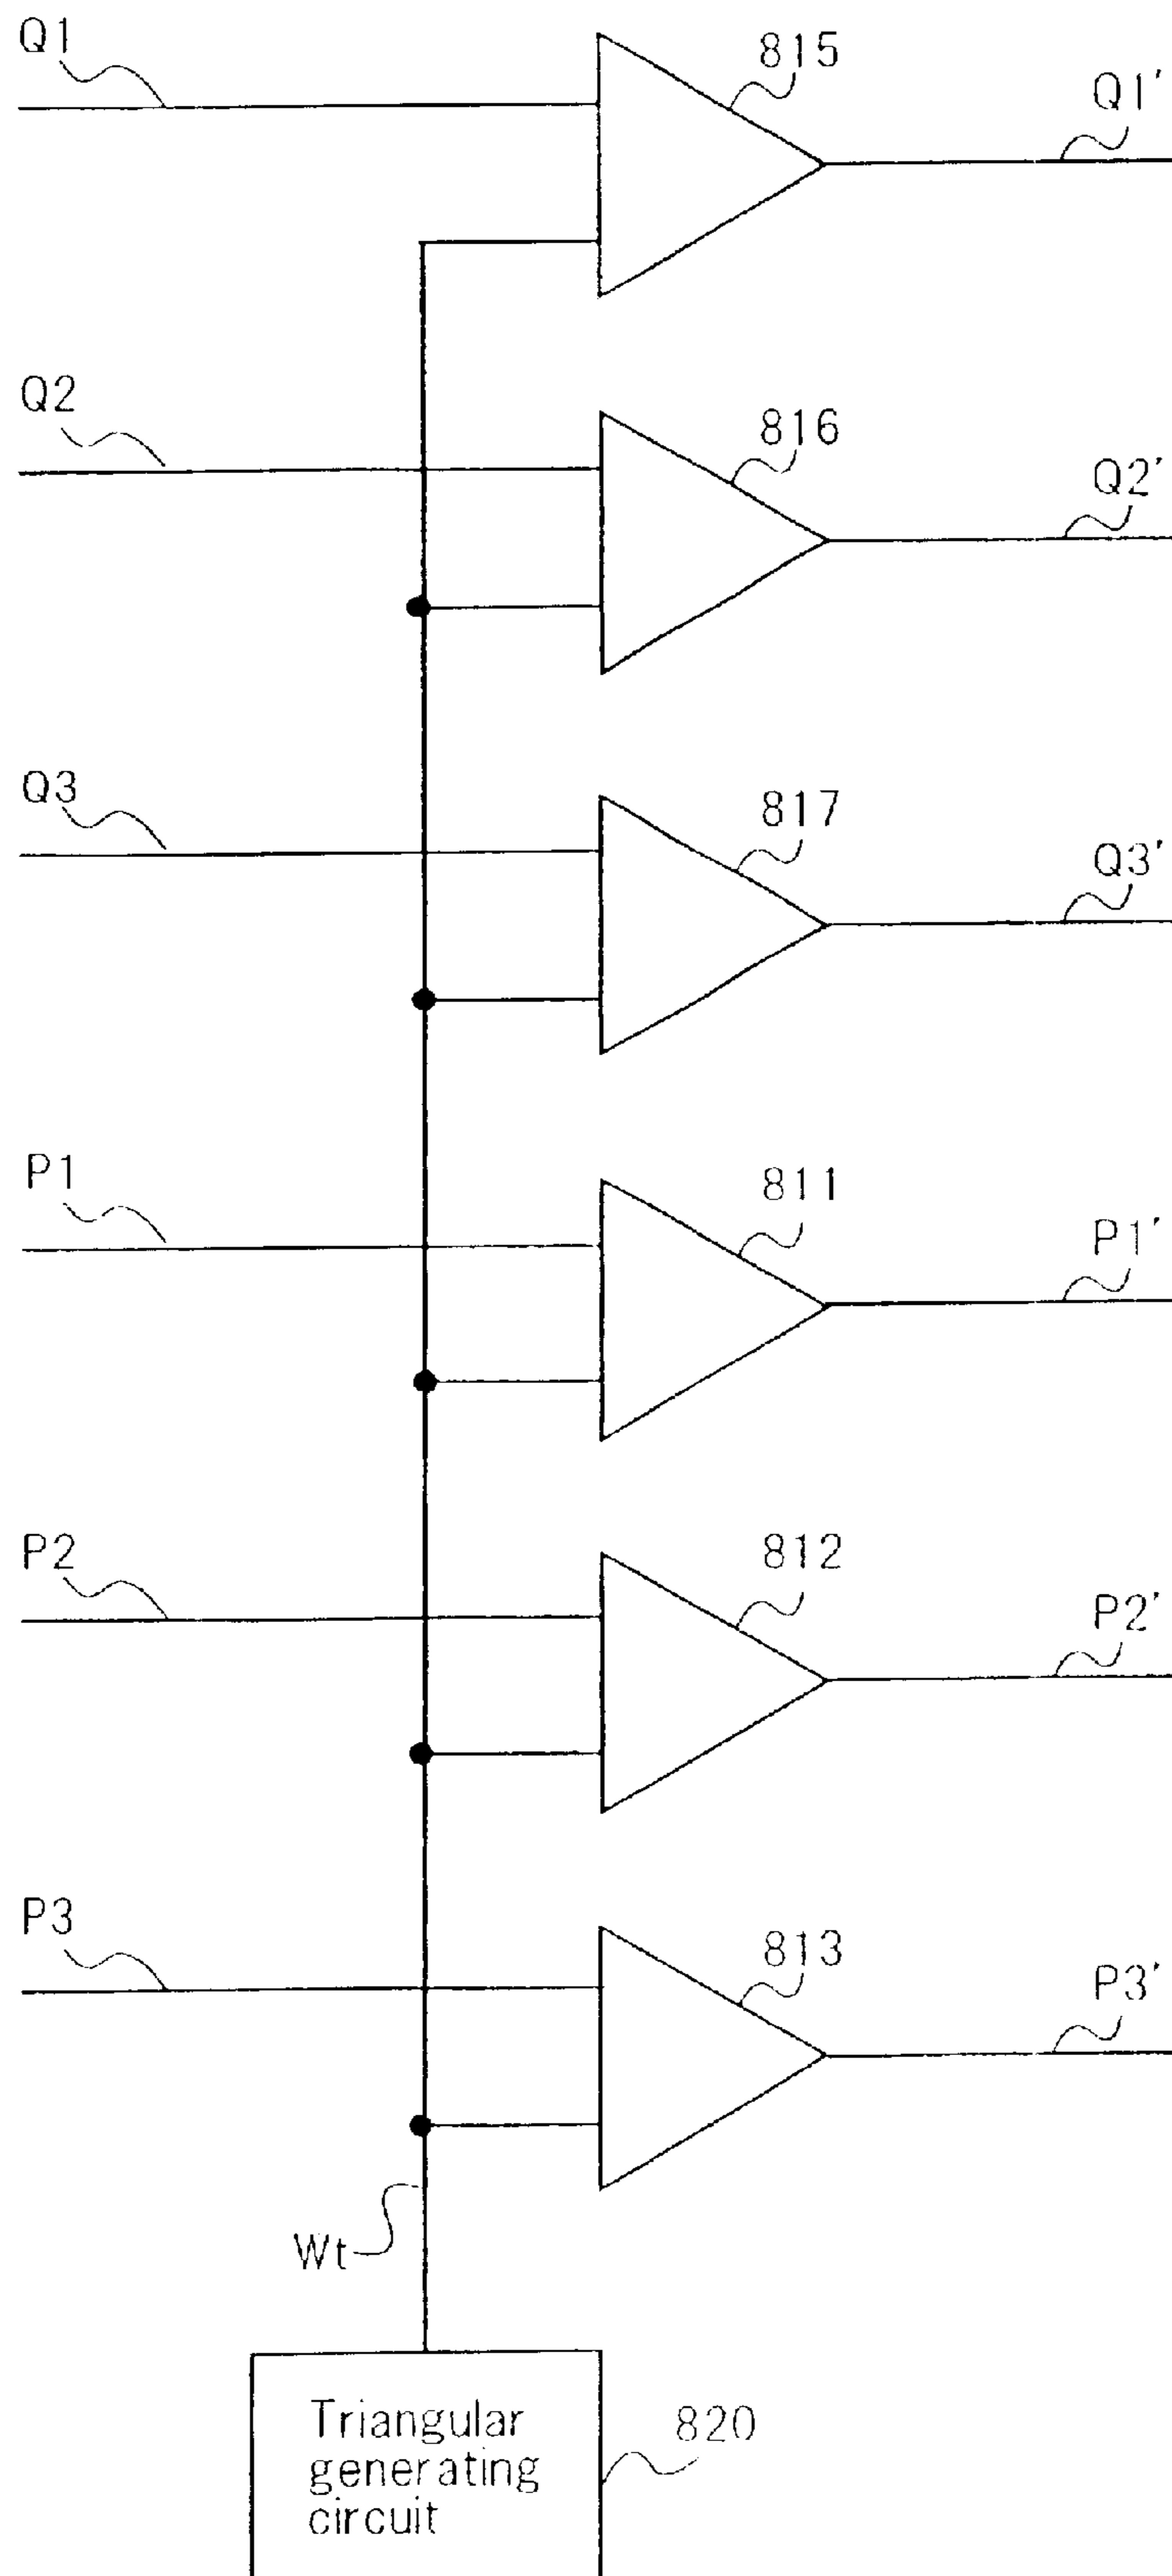 Q1
815
Q1'
Q2
816
Q2'
Q3
817
Q3'
P1
811
P1'
P2
812
P2'
P3
813
P3'
Wt
Triangular
generating
circuit
820